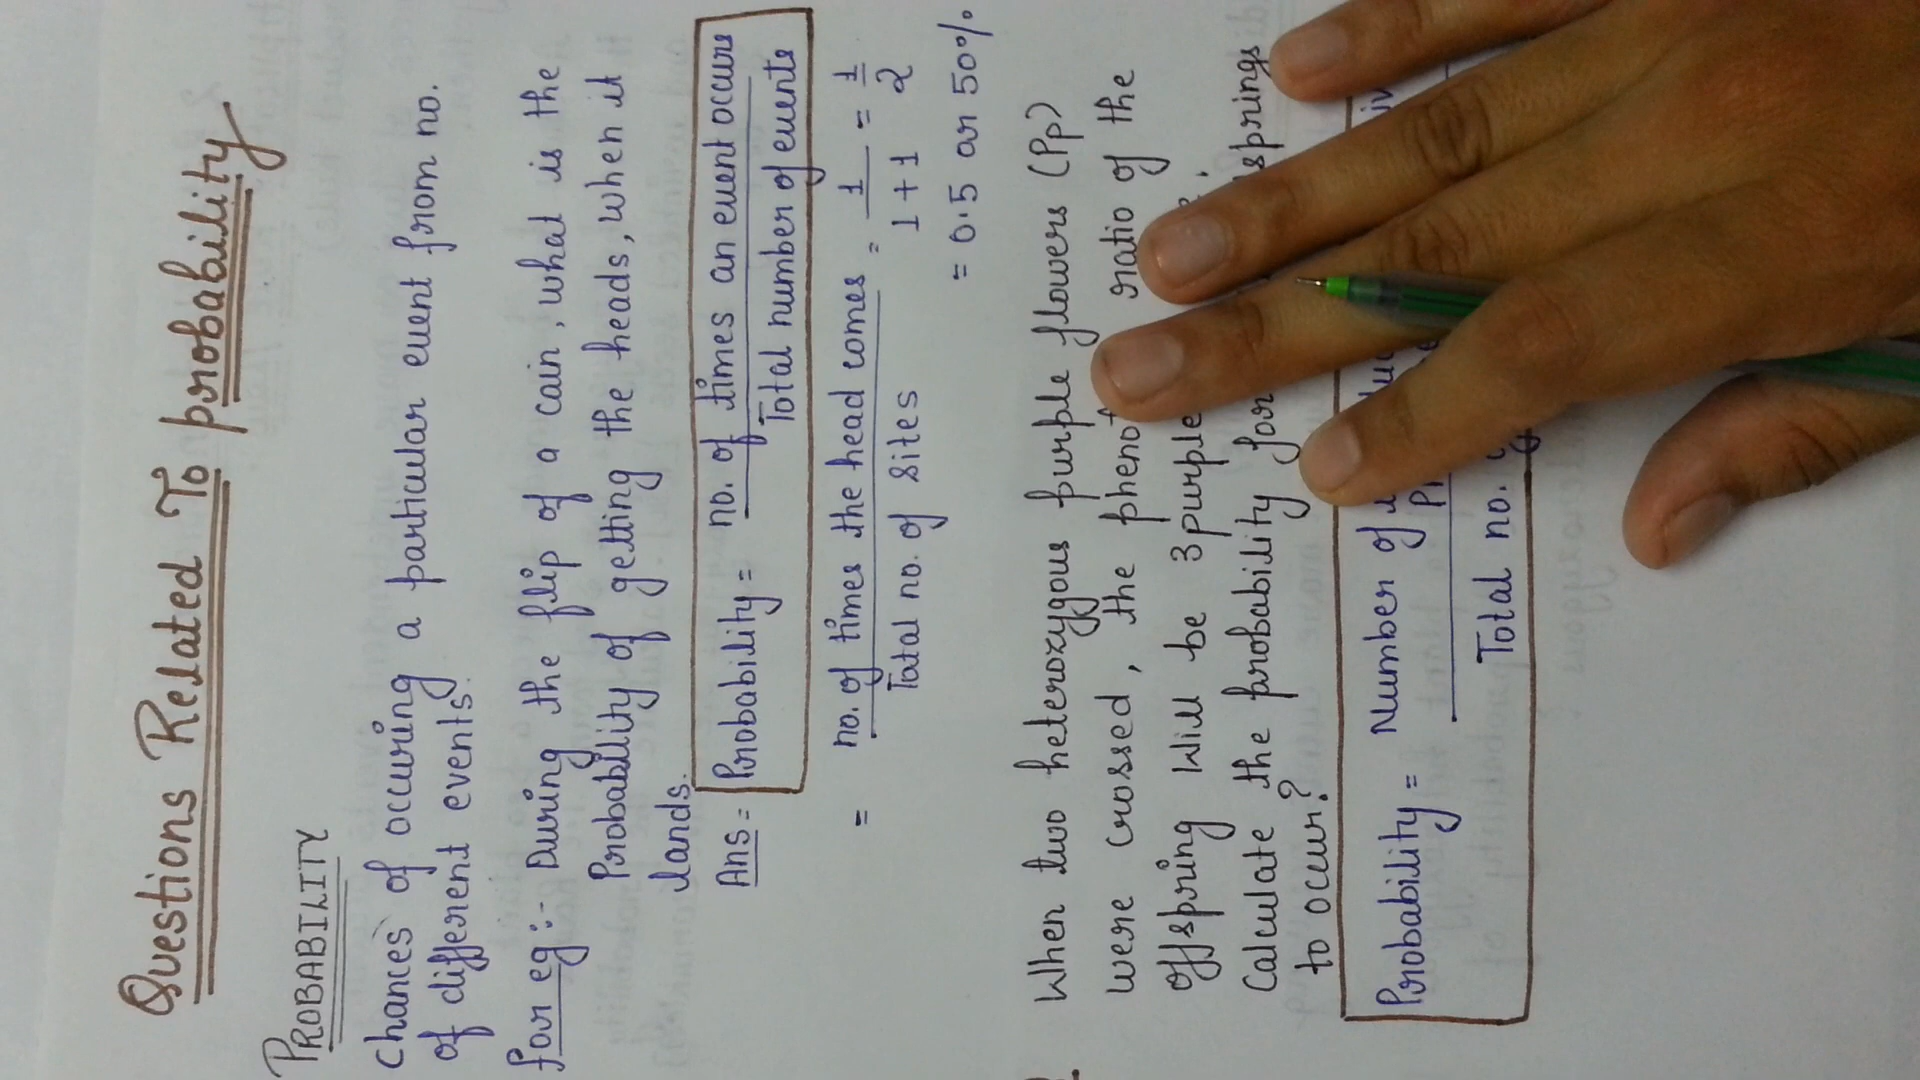 Questions Related To probability
PROBABILITY
Chances of occuring a particular event from no.
of different events.
For eg:- During the flip of a coin, what is the
Probability of getting the heads, when it
lands.
Ans = Probability = no. of times an event occurs
Total number of events
= no. of times the head comes = 1 = 1
Total no. of sites 1+1 2
= 0.5 or 50%
When two heterozygous purple flowers (Pp)
were crossed, the ratio of the
offspring will be 3 purple
Calculate the probability for
to occur?
Probability = Number of
Total no.